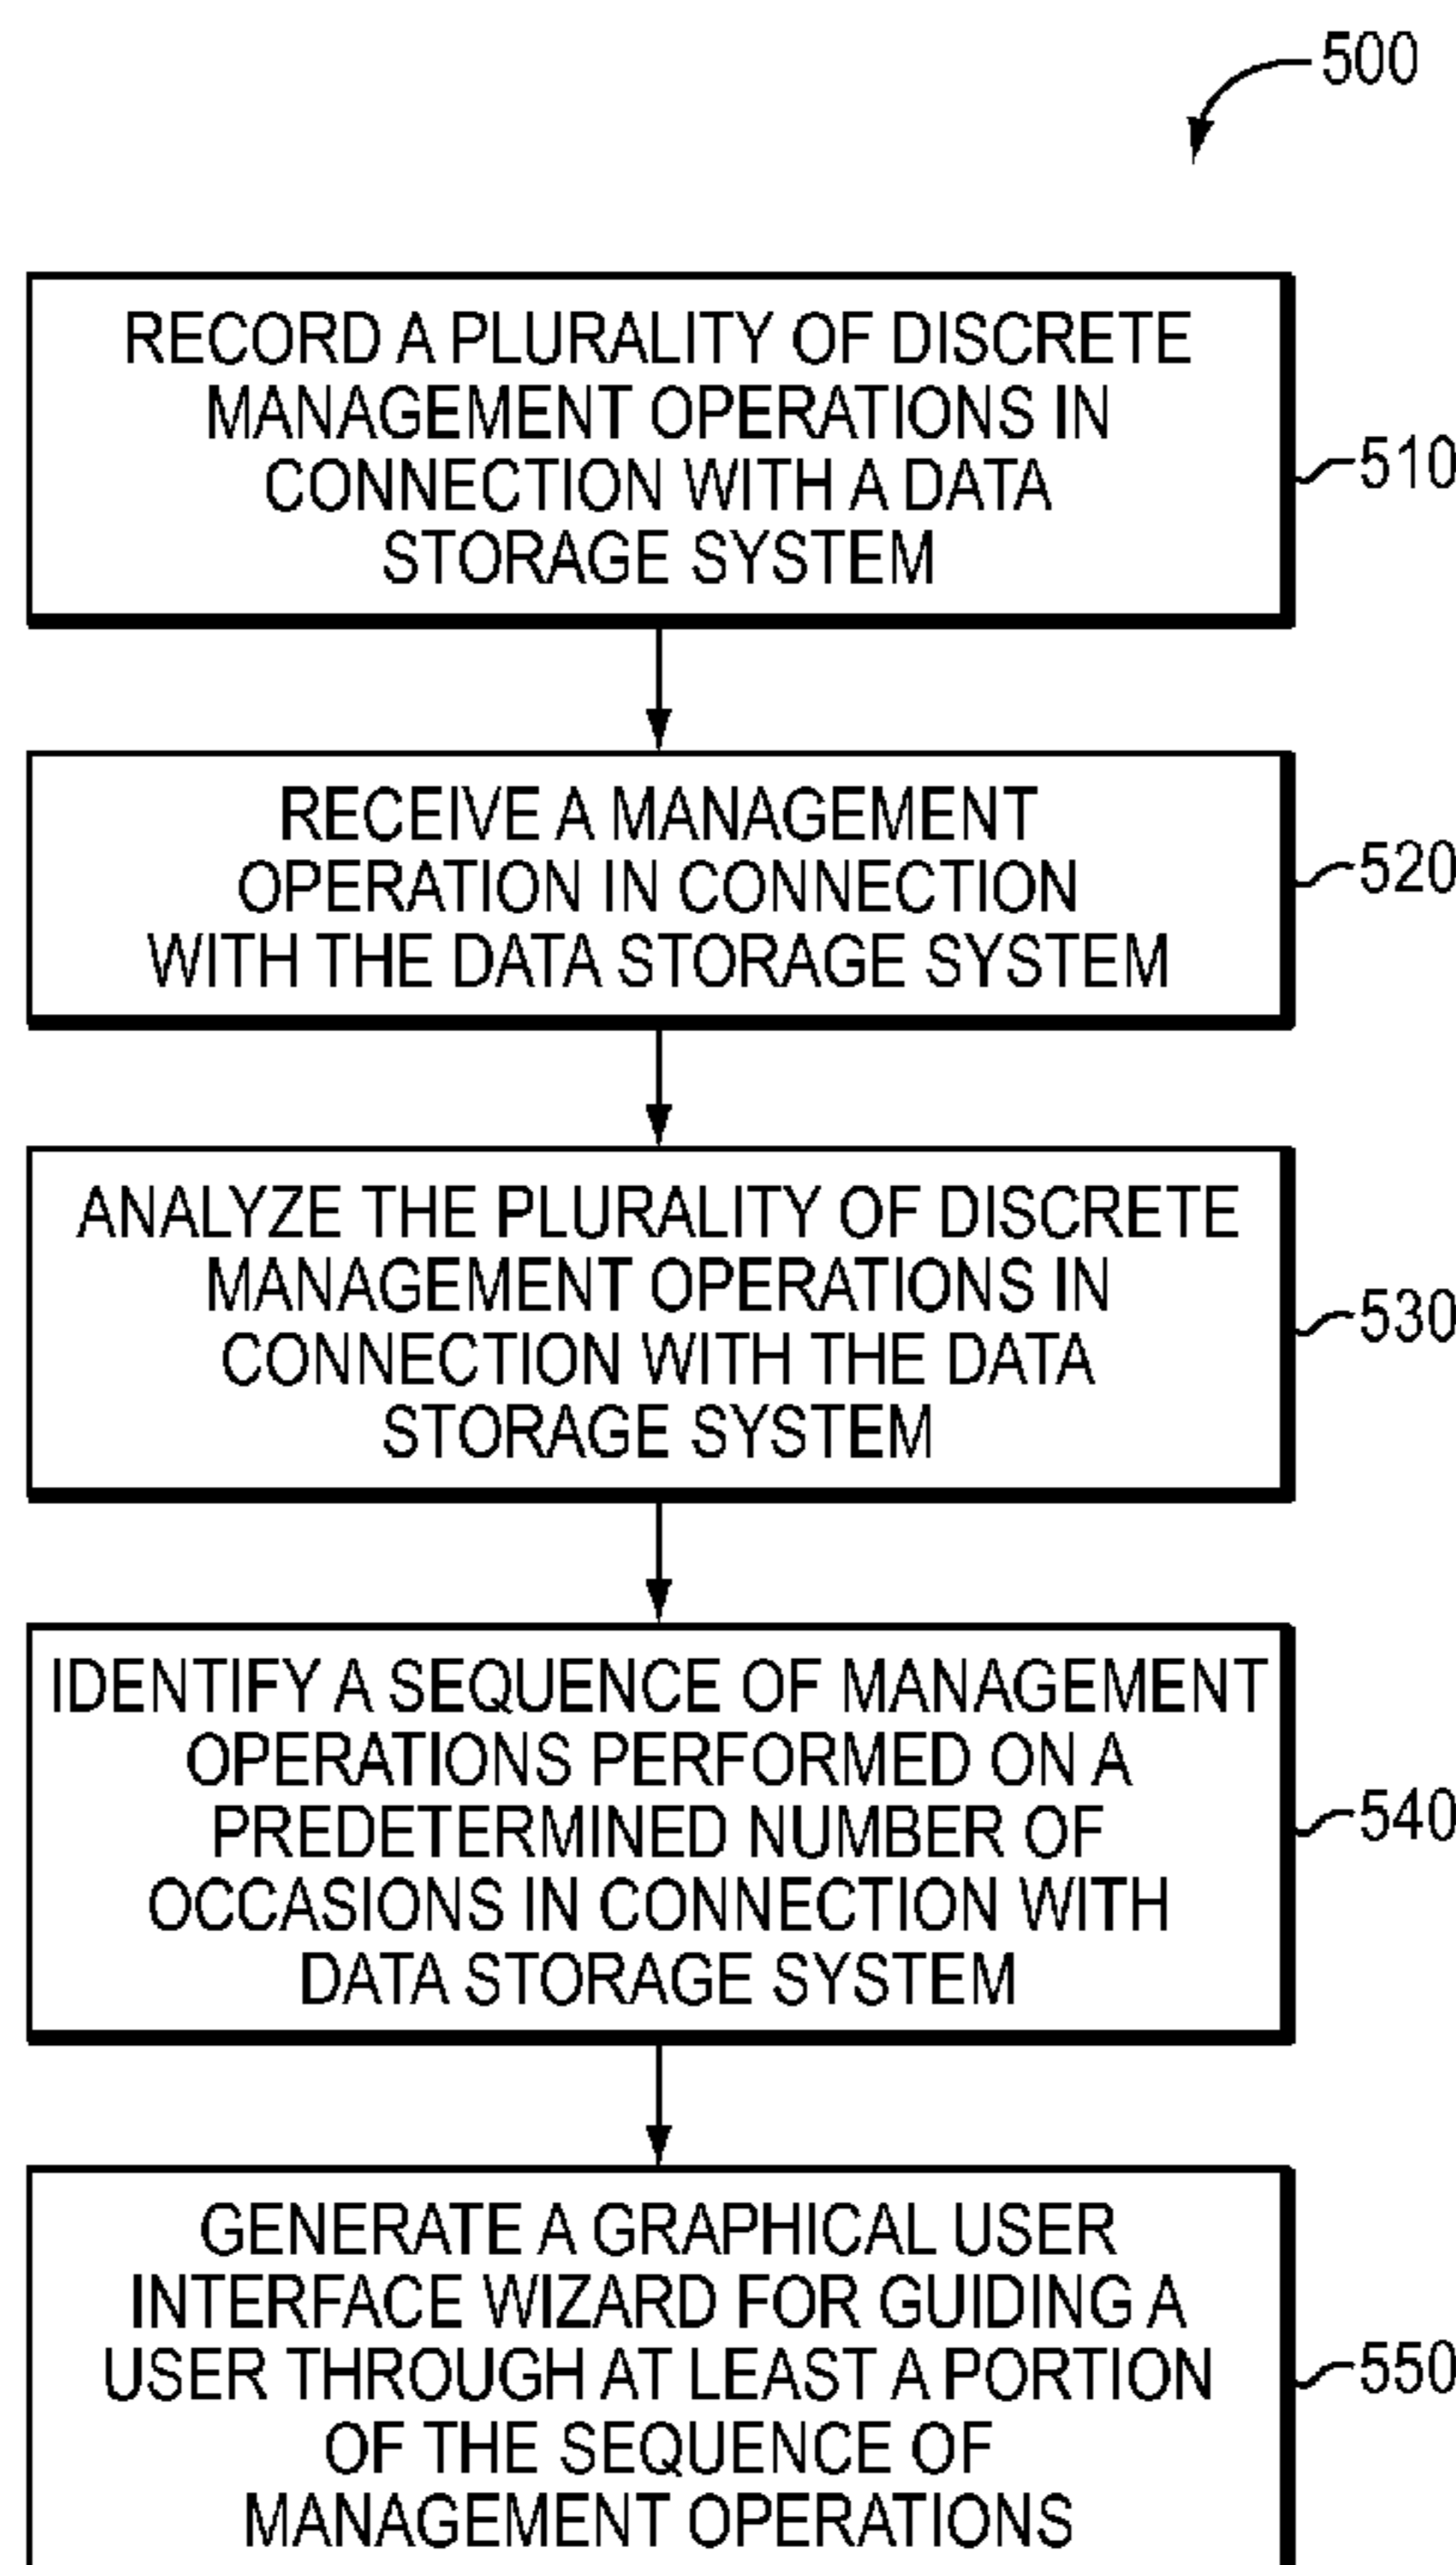 500
RECORD A PLURALITY OF DISCRETE
MANAGEMENT OPERATIONS IN
CONNECTION WITH A DATA
STORAGE SYSTEM
510
RECEIVE A MANAGEMENT
OPERATION IN CONNECTION
WITH THE DATA STORAGE SYSTEM
520
ANALYZE THE PLURALITY OF DISCRETE
MANAGEMENT OPERATIONS IN
CONNECTION WITH THE DATA
STORAGE SYSTEM
530
IDENTIFY A SEQUENCE OF MANAGEMENT
OPERATIONS PERFORMED ON A
PREDETERMINED NUMBER OF
OCCASIONS IN CONNECTION WITH
DATA STORAGE SYSTEM
540
GENERATE A GRAPHICAL USER
INTERFACE WIZARD FOR GUIDING A
USER THROUGH AT LEAST A PORTION
OF THE SEQUENCE OF
MANAGEMENT OPERATIONS
550